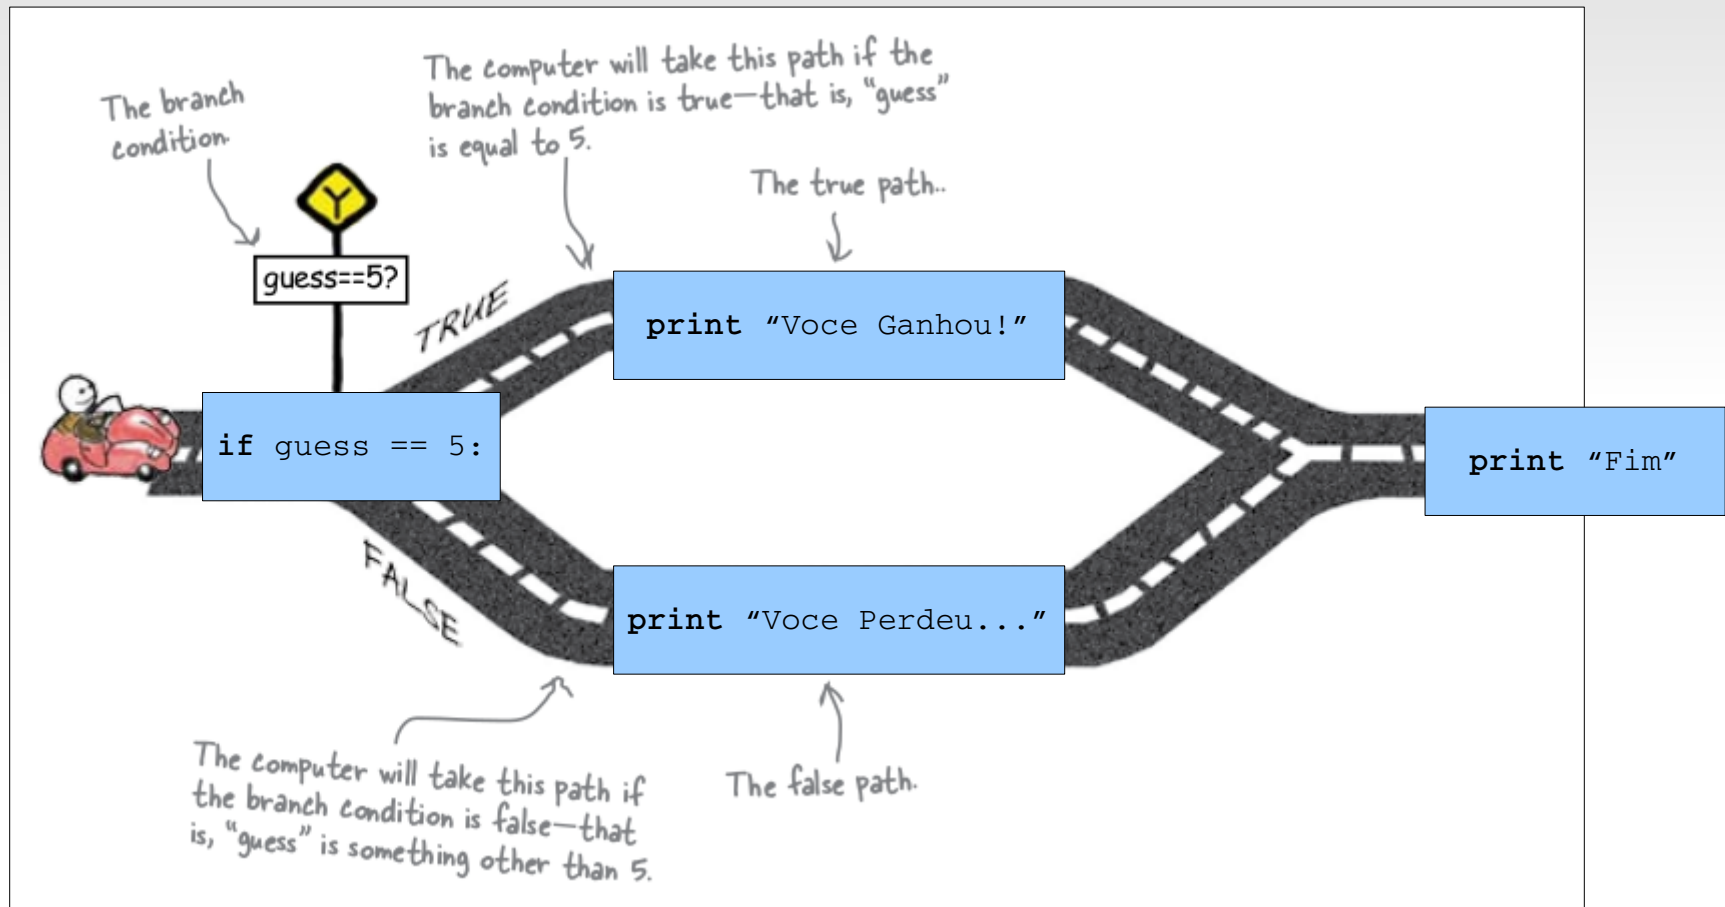 The branch
condition.
The computer will take this path if the
branch condition is true—that is, “guess”
is equal to 5.
The true path..
Y
guess==5?
TRUE
print “Voce Ganhou!”
if guess == 5:
print “Fim”
FALSE
print “Voce Perdeu...”
The computer will take this path if
the branch condition is false—that
is, “guess” is something other than 5.
The false path.